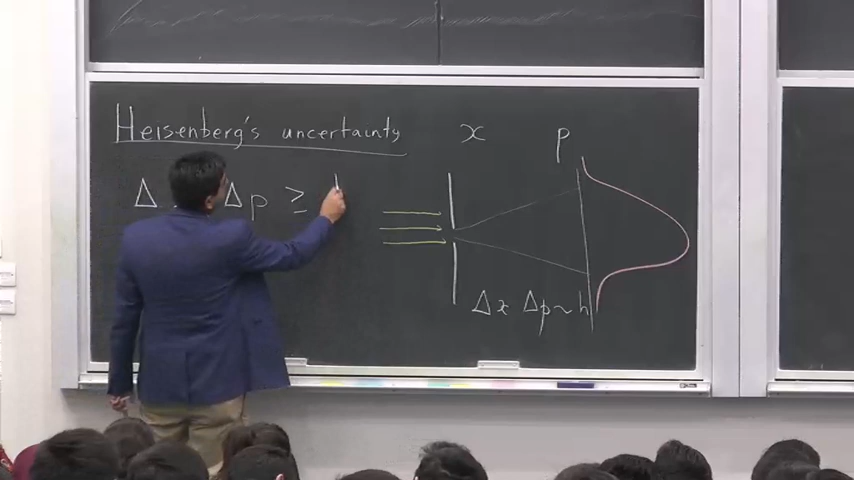 Heisenberg's uncertainty
Δ Δp ≥
x p
Δx Δp ~ h